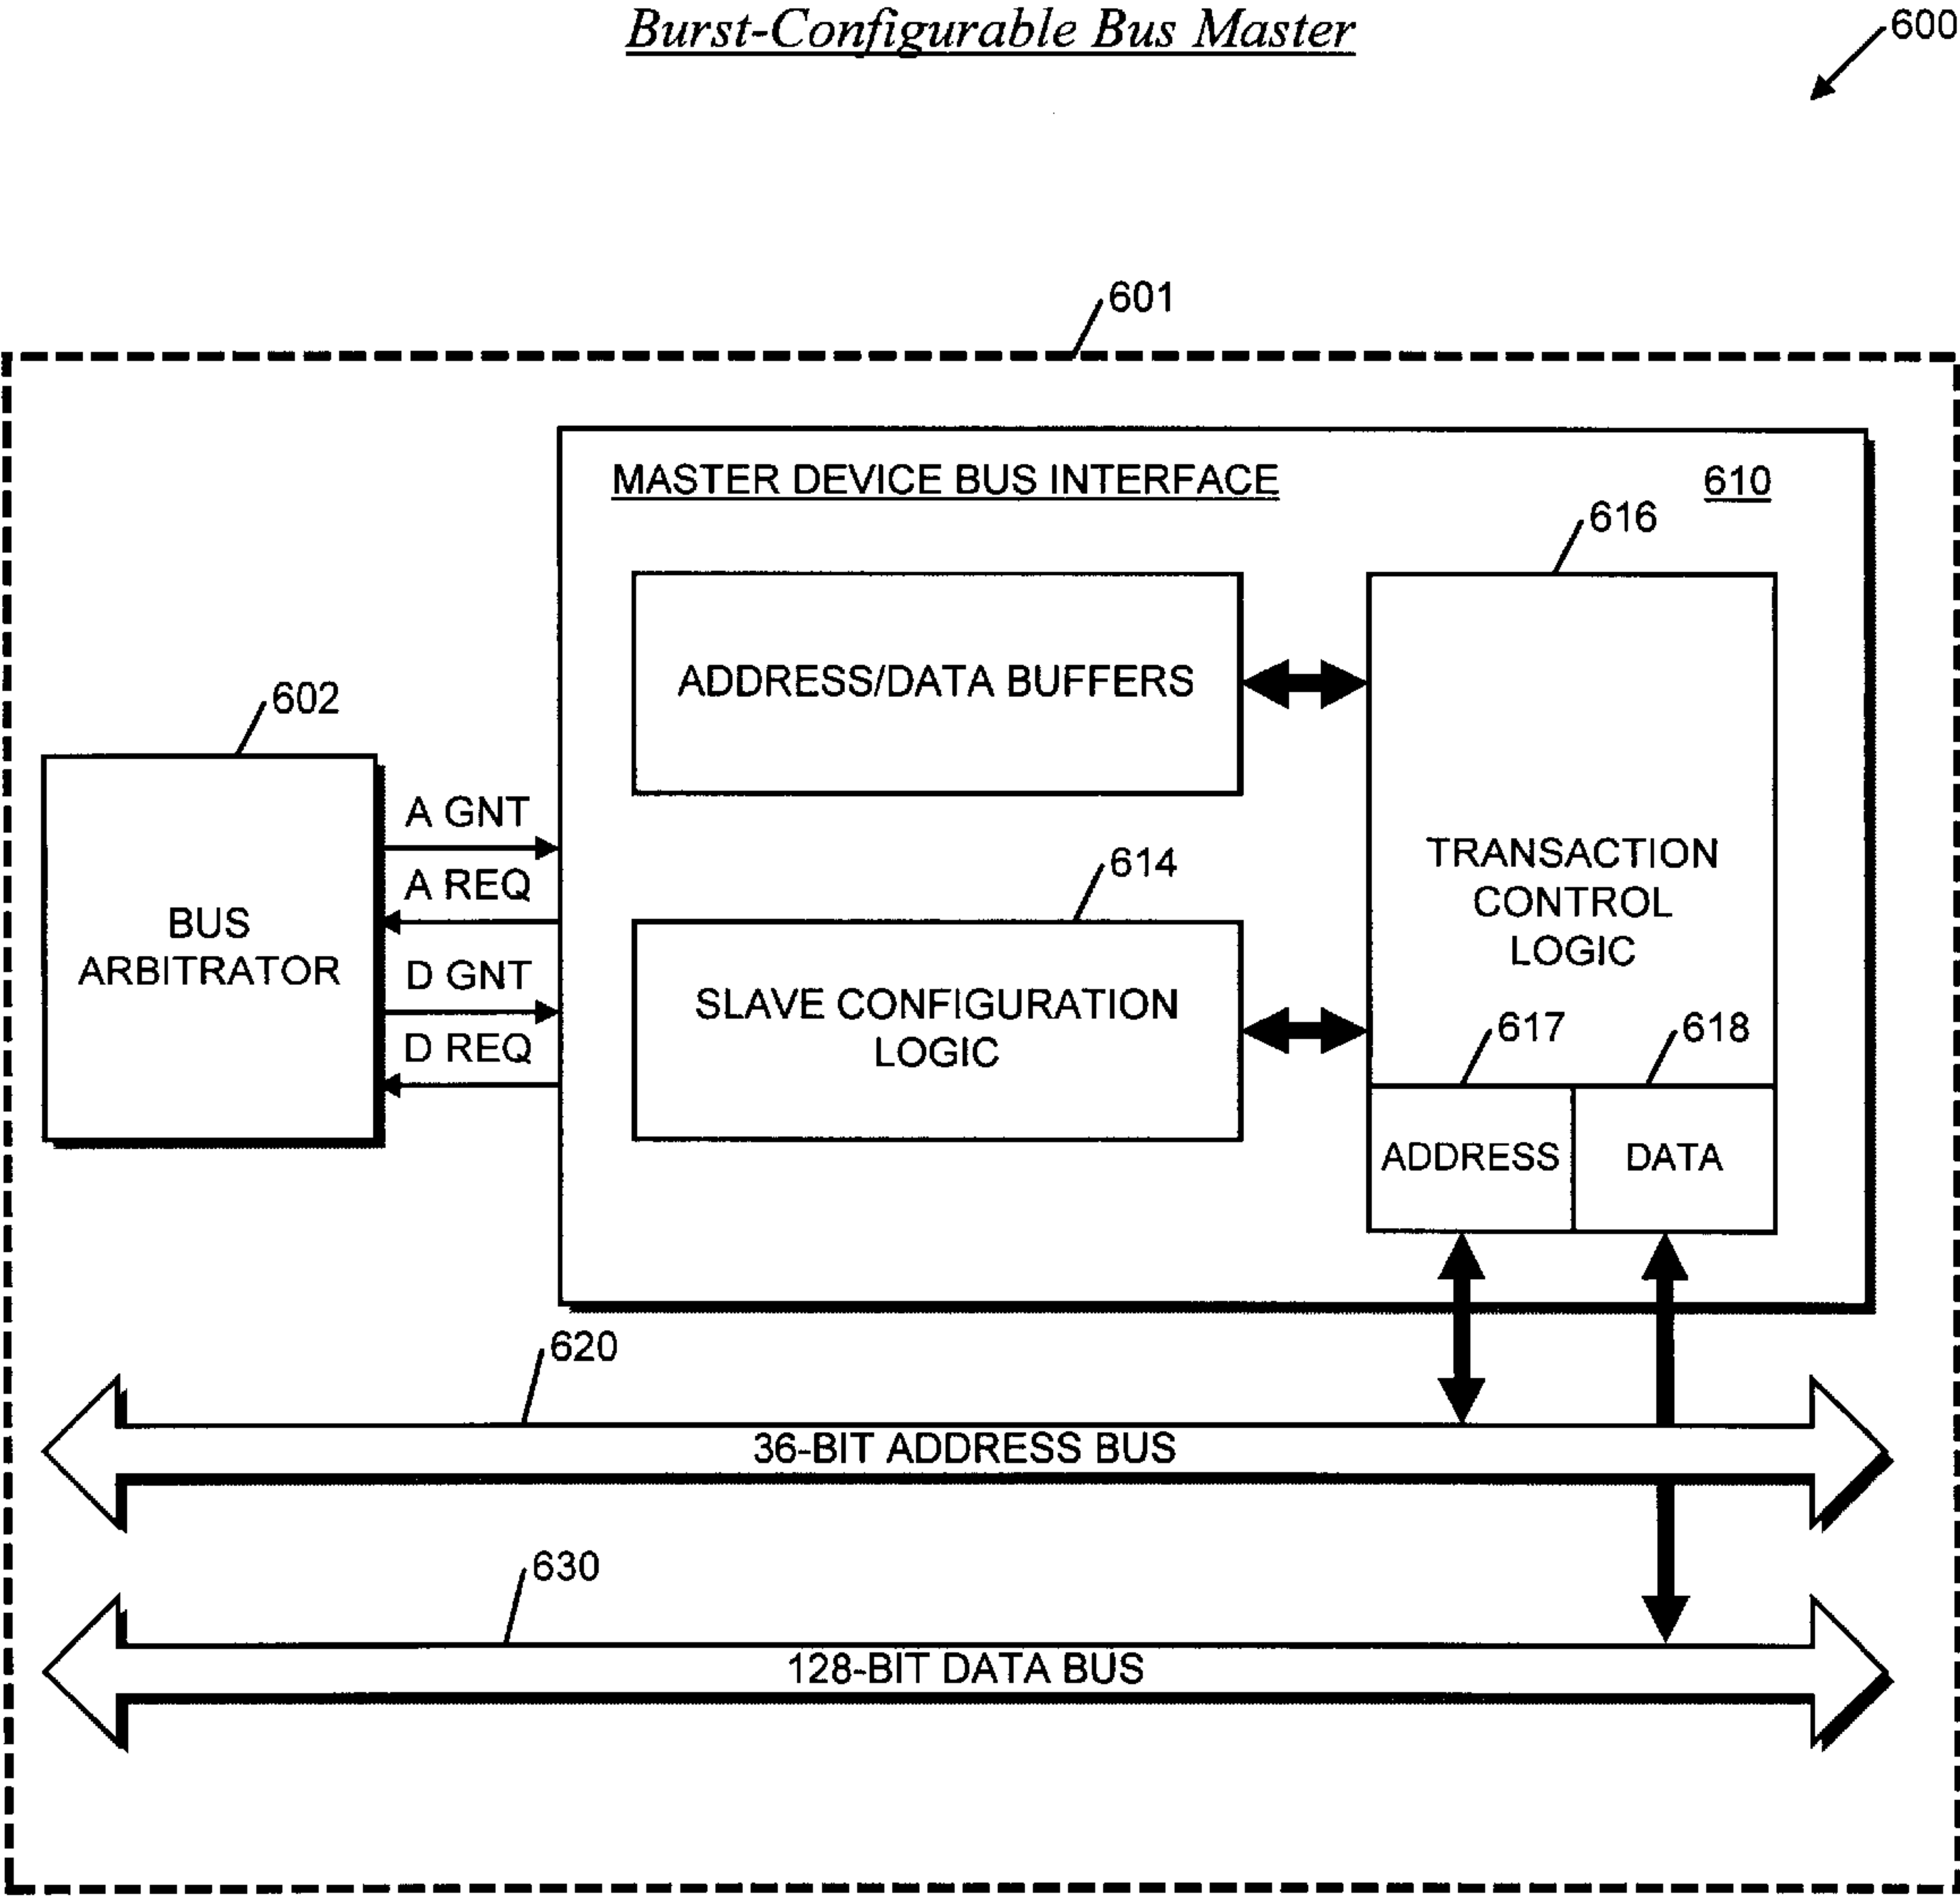 Burst-Configurable Bus Master
600
601
MASTER DEVICE BUS INTERFACE
610
616
ADDRESS/DATA BUFFERS
602
A GNT
A REQ
D GNT
D REQ
BUS
ARBITRATOR
614
SLAVE CONFIGURATION
LOGIC
TRANSACTION
CONTROL
LOGIC
617
618
ADDRESS
DATA
620
36-BIT ADDRESS BUS
630
128-BIT DATA BUS